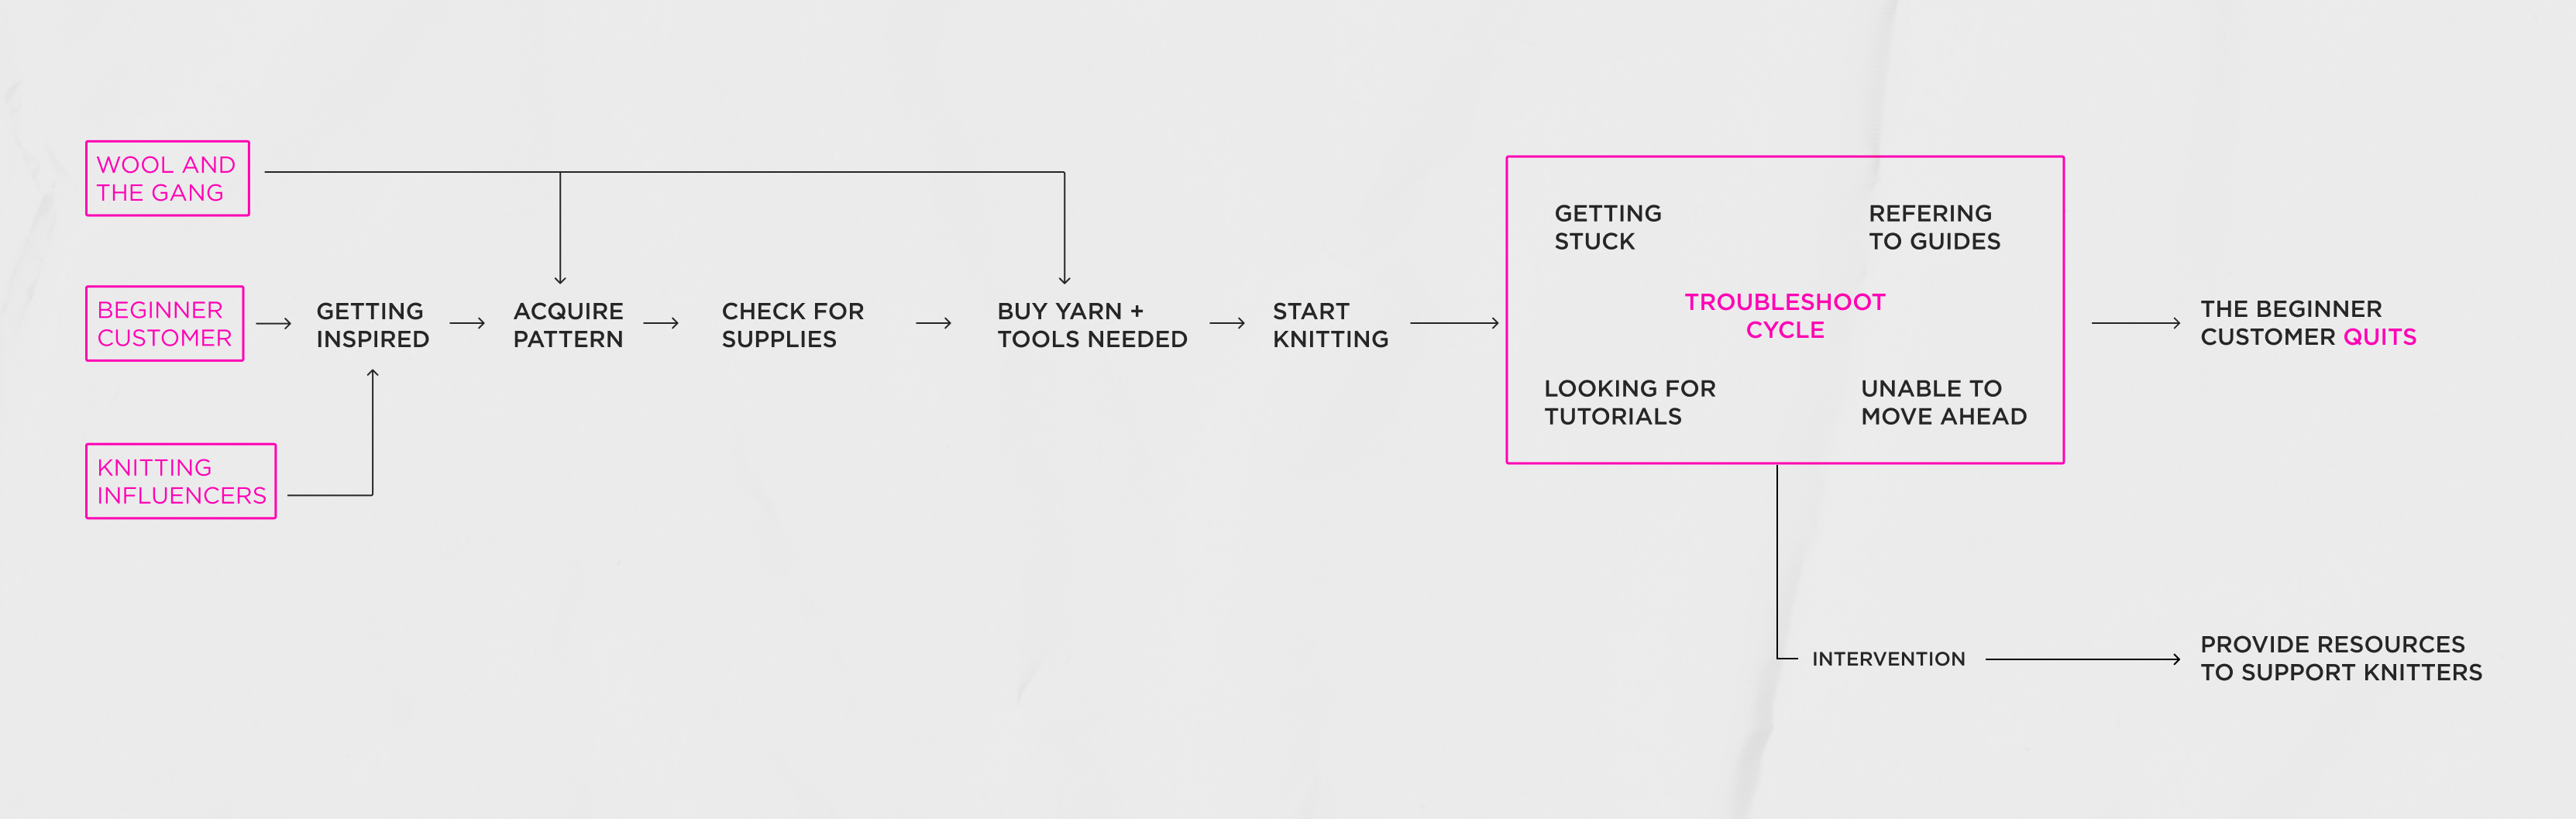 WOOL AND
THE GANG
BEGINNER
CUSTOMER
GETTING
INSPIRED
ACQUIRE
PATTERN
CHECK FOR
SUPPLIES
BUY YARN +
TOOLS NEEDED
START
KNITTING
KNITTING
INFLUENCERS
GETTING
STUCK
REFERING
TO GUIDES
TROUBLESHOOT
CYCLE
LOOKING FOR
TUTORIALS
UNABLE TO
MOVE AHEAD
THE BEGINNER
CUSTOMER QUITS
INTERVENTION
PROVIDE RESOURCES
TO SUPPORT KNITTERS